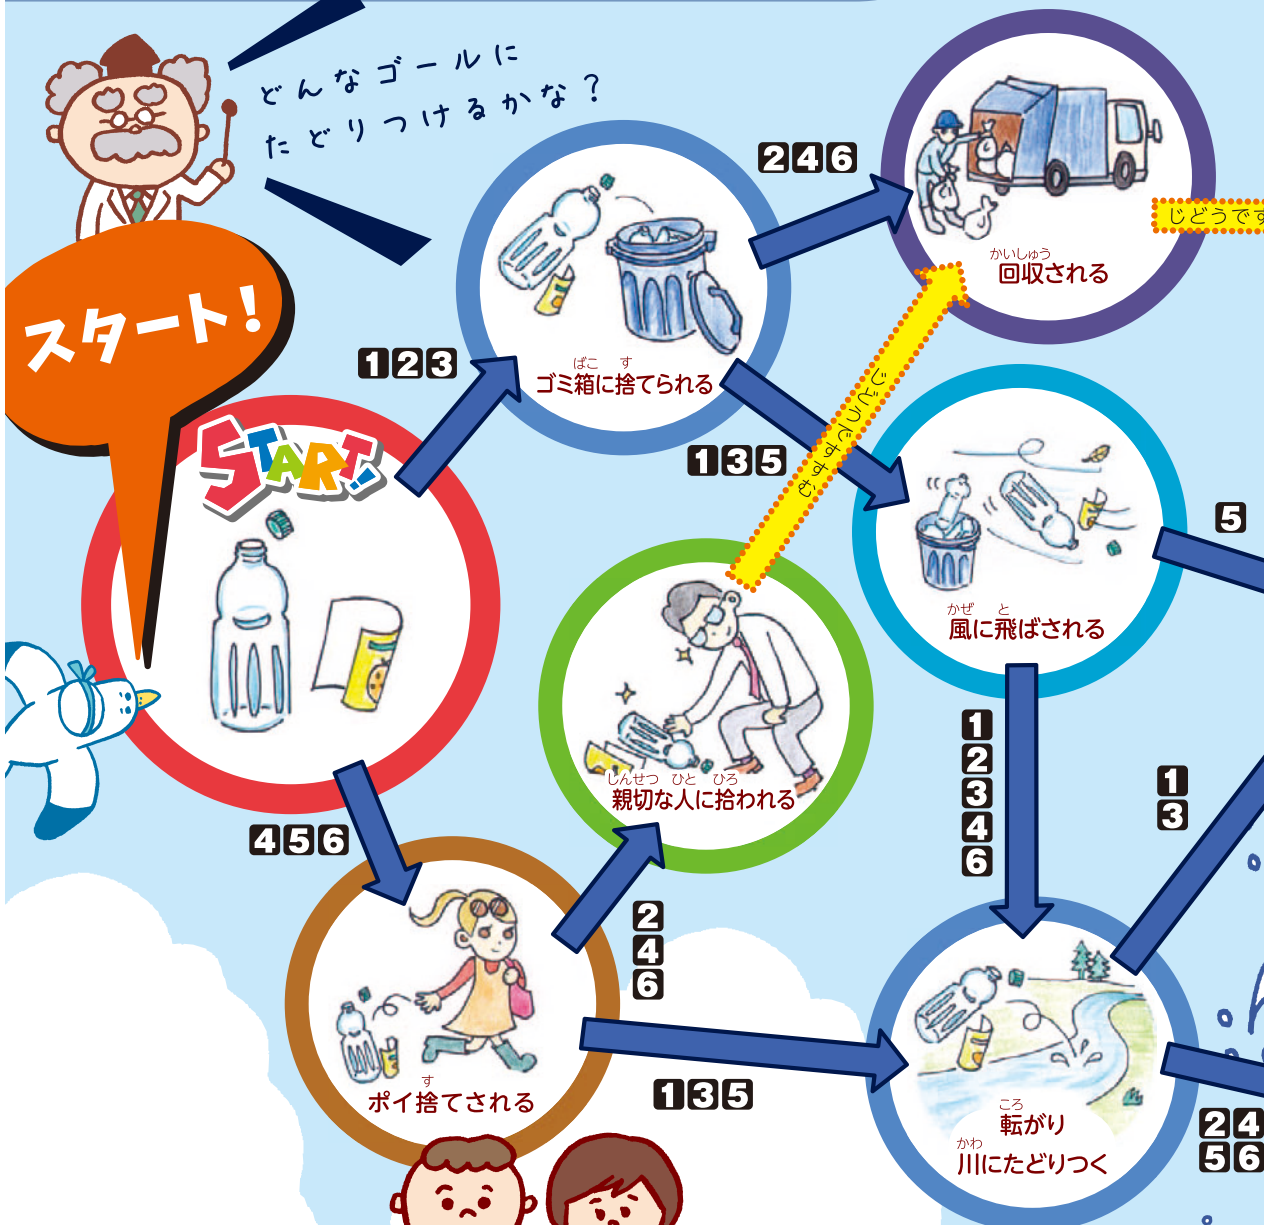 どんなゴールに
たどりつけるかな？
スタート！
START!
1 2 3
ばこ す
ゴミ箱に捨てられる
2 4 6
かいしゅう
回収される
じどうです
1 3 5
じどうですすむ
かぜ と
風に飛ばされる
5
しんせつ ひと ひろ
親切な人に拾われる
4 5 6
す
ポイ捨てされる
2
4
6
1 3 5
1
2
3
4
6
1
3
ころ
転がり
かわ
川にたどりつく
2 4
5 6